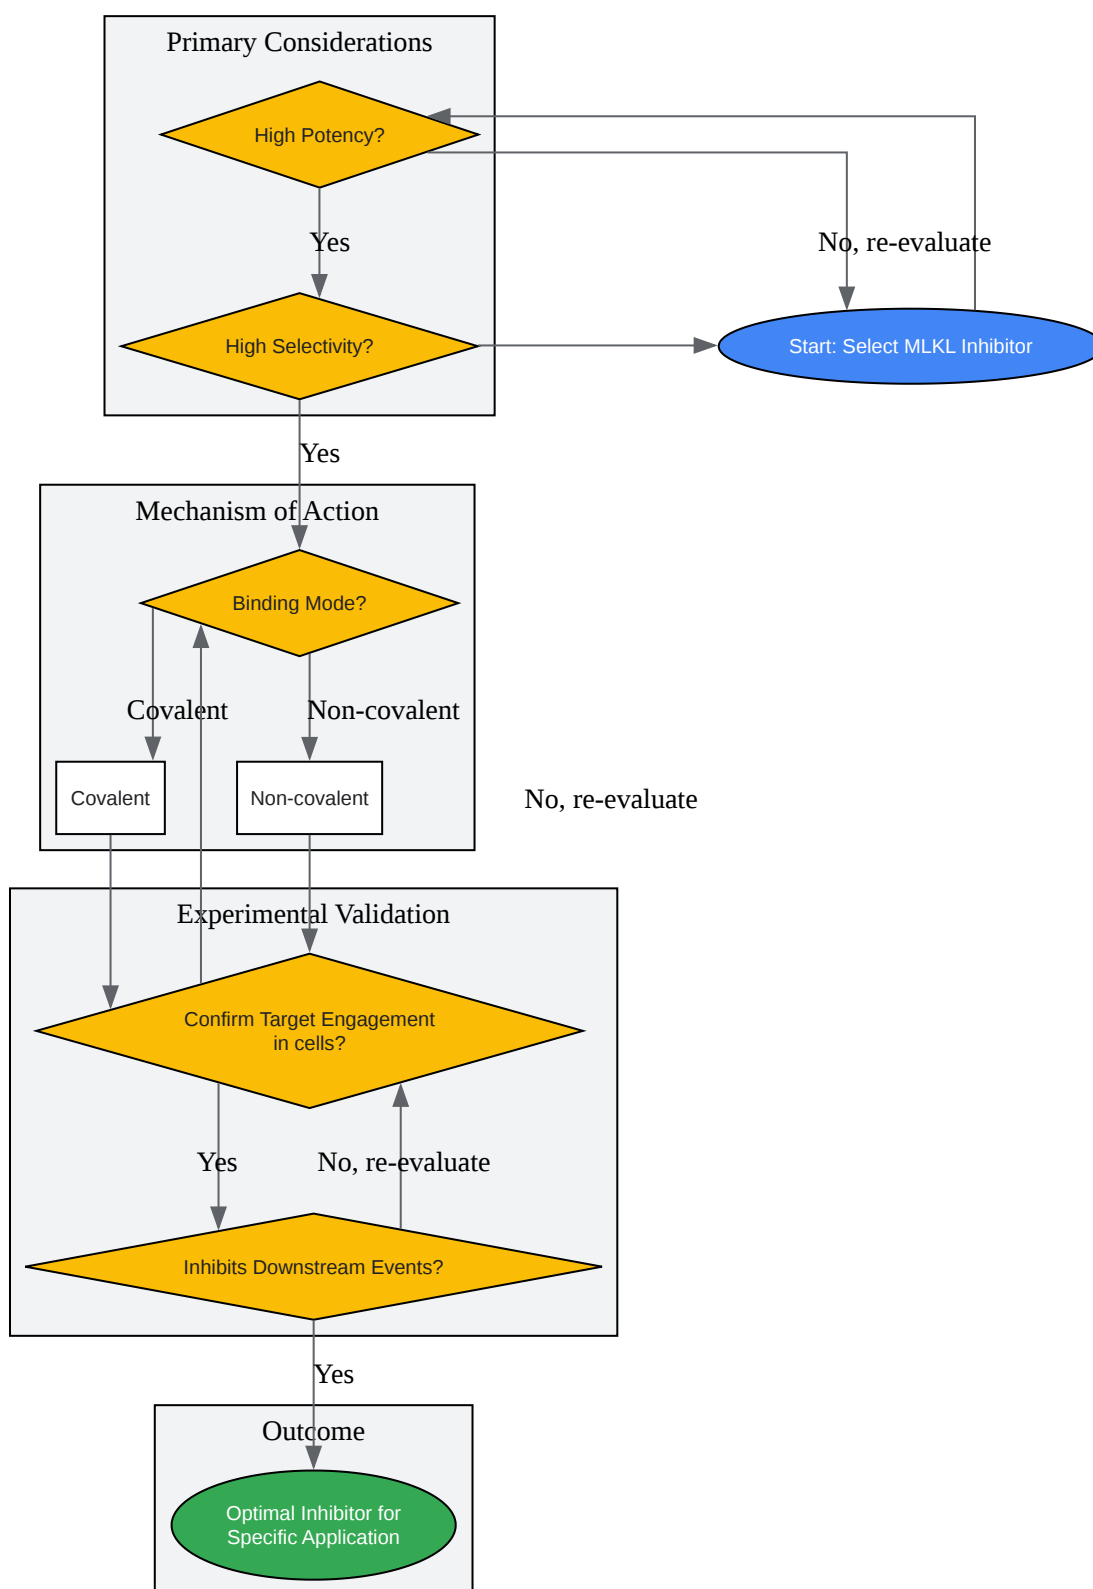 Primary Considerations
High Potency?
Yes
No, re-evaluate
High Selectivity?
Start: Select MLKL Inhibitor
Yes
Mechanism of Action
Binding Mode?
Covalent
Non-covalent
Covalent
Non-covalent
No, re-evaluate
Experimental Validation
Confirm Target Engagement
in cells?
Yes
No, re-evaluate
Inhibits Downstream Events?
Yes
Outcome
Optimal Inhibitor for
Specific Application